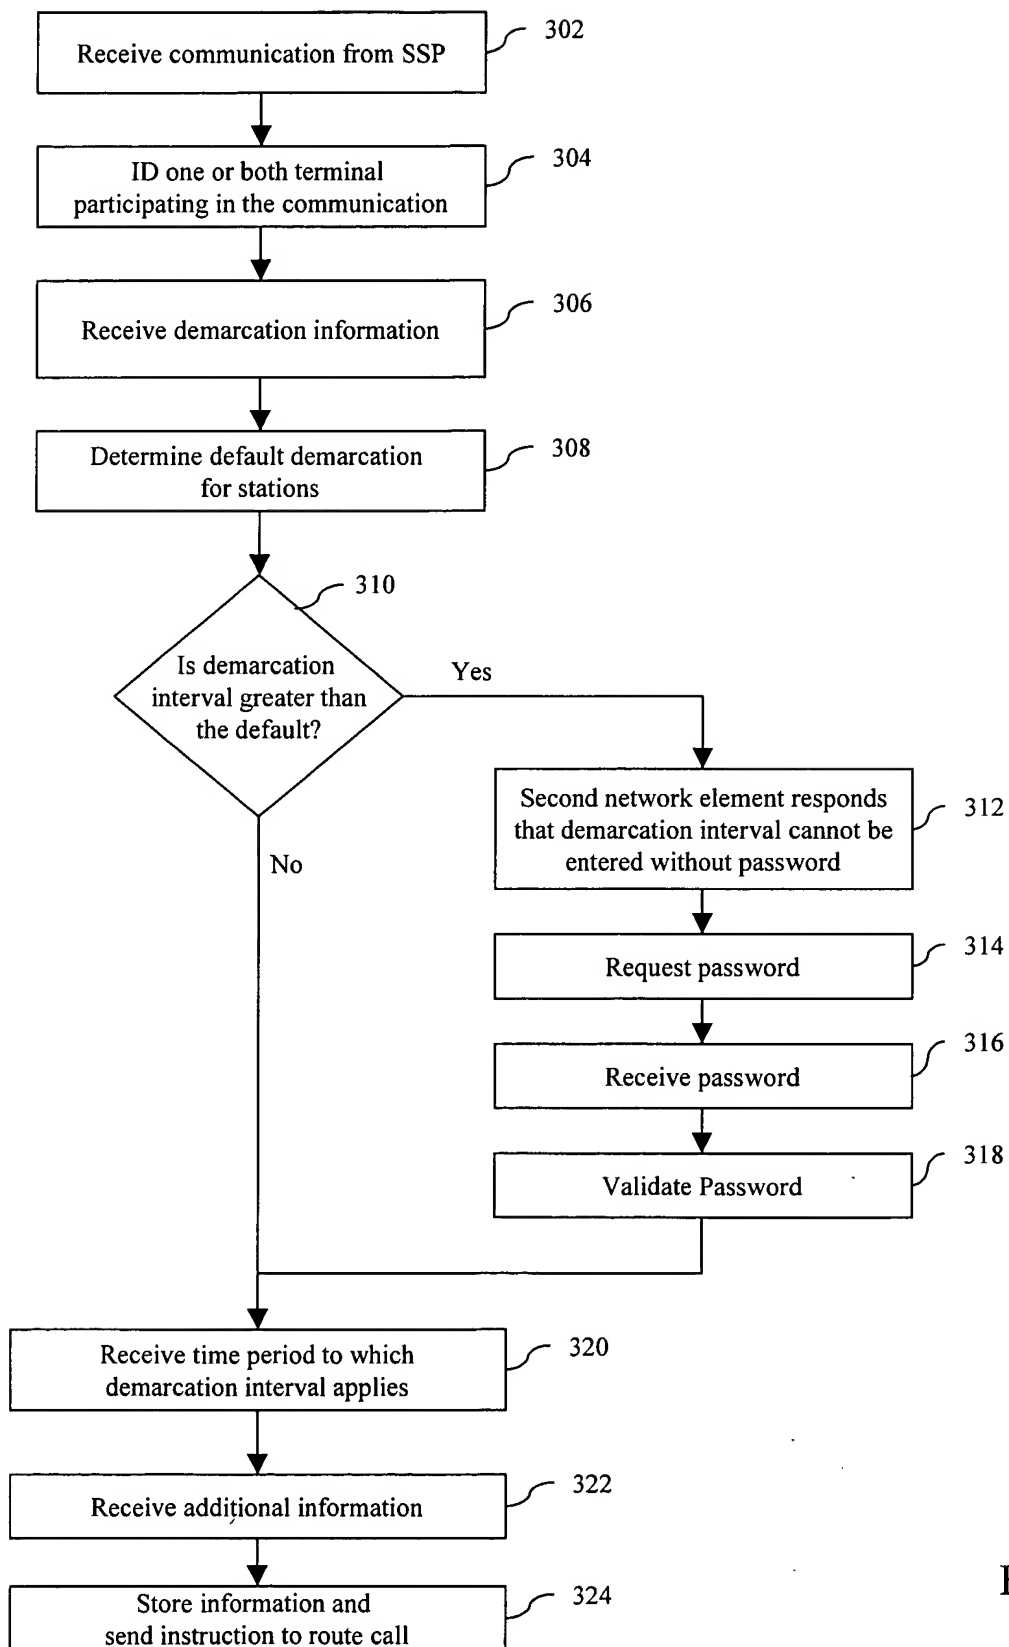 Receive communication from SSP
302
ID one or both terminal
participating in the communication
304
Receive demarcation information
306
Determine default demarcation
for stations
308
310
Is demarcation
interval greater than
the default?
Yes
No
Second network element responds
that demarcation interval cannot be
entered without password
312
Request password
314
Receive password
316
Validate Password
318
Receive time period to which
demarcation interval applies
320
Receive additional information
322
Store information and
send instruction to route call
324